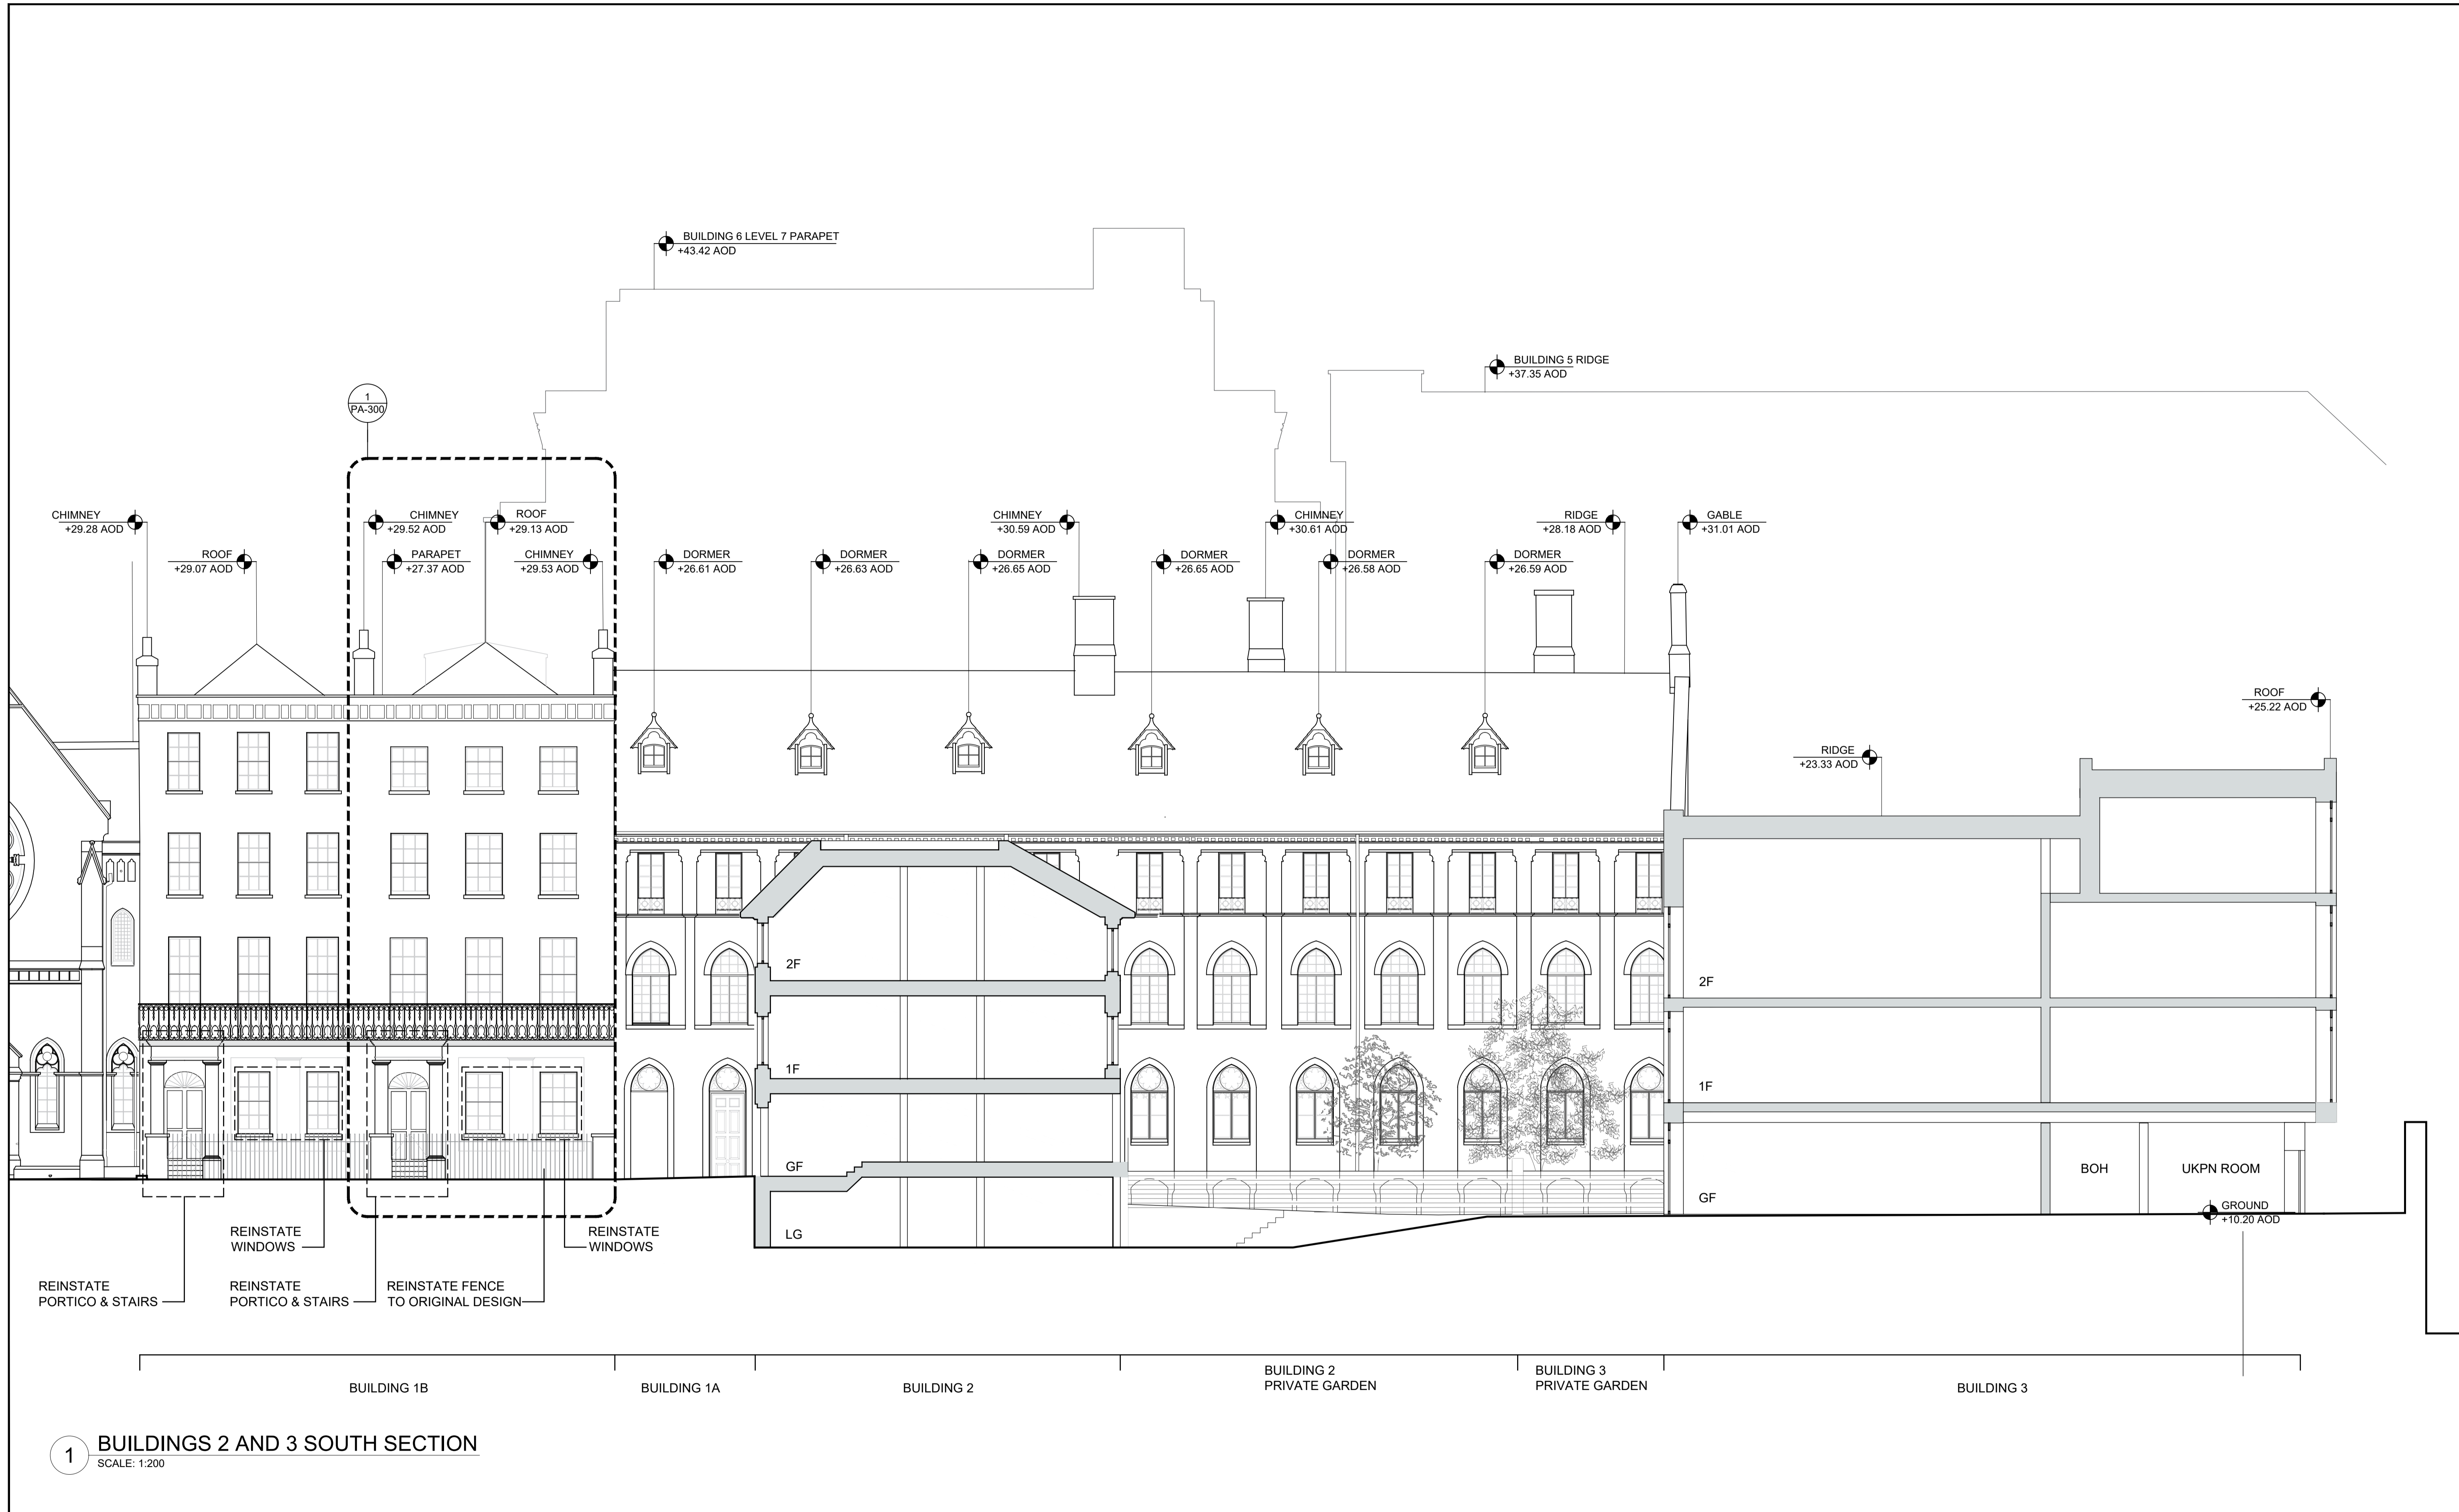 BUILDING 6 LEVEL 7 PARAPET
+43.42 AOD
BUILDING 5 RIDGE
+37.35 AOD
1
PA-300
CHIMNEY
+29.28 AOD
CHIMNEY
+29.52 AOD
ROOF
+29.13 AOD
CHIMNEY
+30.59 AOD
CHIMNEY
+30.61 AOD
RIDGE
+28.18 AOD
GABLE
+31.01 AOD
ROOF
+29.07 AOD
PARAPET
+27.37 AOD
CHIMNEY
+29.53 AOD
DORMER
+26.61 AOD
DORMER
+26.63 AOD
DORMER
+26.65 AOD
DORMER
+26.65 AOD
DORMER
+26.58 AOD
DORMER
+26.59 AOD
ROOF
+25.22 AOD
RIDGE
+23.33 AOD
2F
1F
GF
LG
2F
1F
GF
BOH
UKPN ROOM
GROUND
+10.20 AOD
REINSTATE
WINDOWS
REINSTATE
WINDOWS
REINSTATE
PORTICO & STAIRS
REINSTATE
PORTICO & STAIRS
REINSTATE FENCE
TO ORIGINAL DESIGN
BUILDING 1B
BUILDING 1A
BUILDING 2
BUILDING 2
PRIVATE GARDEN
BUILDING 3
PRIVATE GARDEN
BUILDING 3
1
BUILDINGS 2 AND 3 SOUTH SECTION
SCALE: 1:200